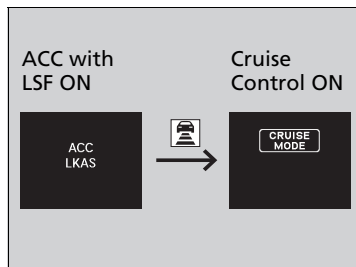 ACC with
LSF ON
ACC
LKAS
Cruise
Control ON
CRUISE
MODE